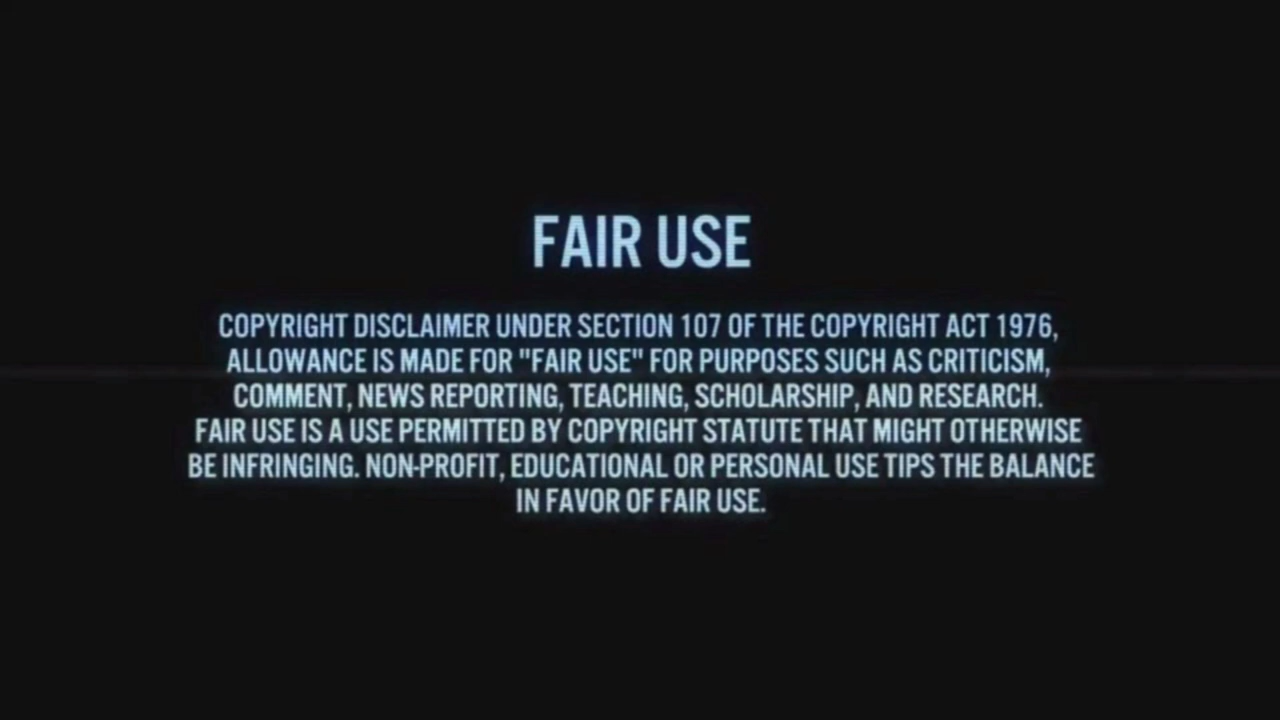 FAIR USE
COPYRIGHT DISCLAIMER UNDER SECTION 107 OF THE COPYRIGHT ACT 1976,
ALLOWANCE IS MADE FOR "FAIR USE" FOR PURPOSES SUCH AS CRITICISM,
COMMENT, NEWS REPORTING, TEACHING, SCHOLARSHIP, AND RESEARCH.
FAIR USE IS A USE PERMITTED BY COPYRIGHT STATUTE THAT MIGHT OTHERWISE
BE INFRINGING. NON-PROFIT, EDUCATIONAL OR PERSONAL USE TIPS THE BALANCE
IN FAVOR OF FAIR USE.